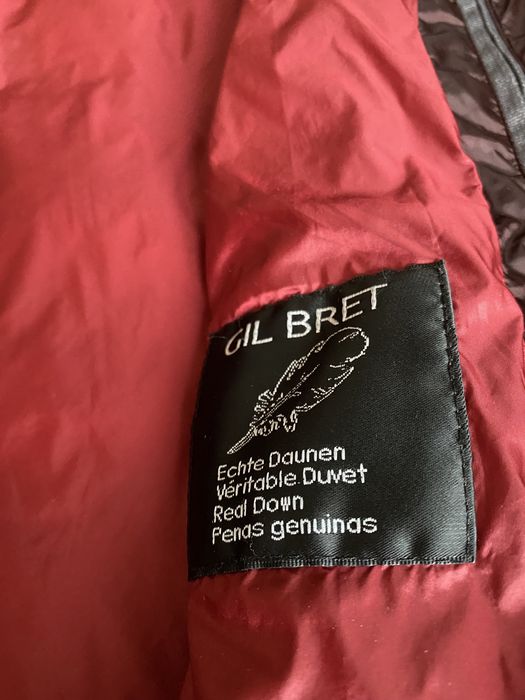 GIL BRET
Echte Daunen
Véritable Duvet
Real Down
Penas genuinas